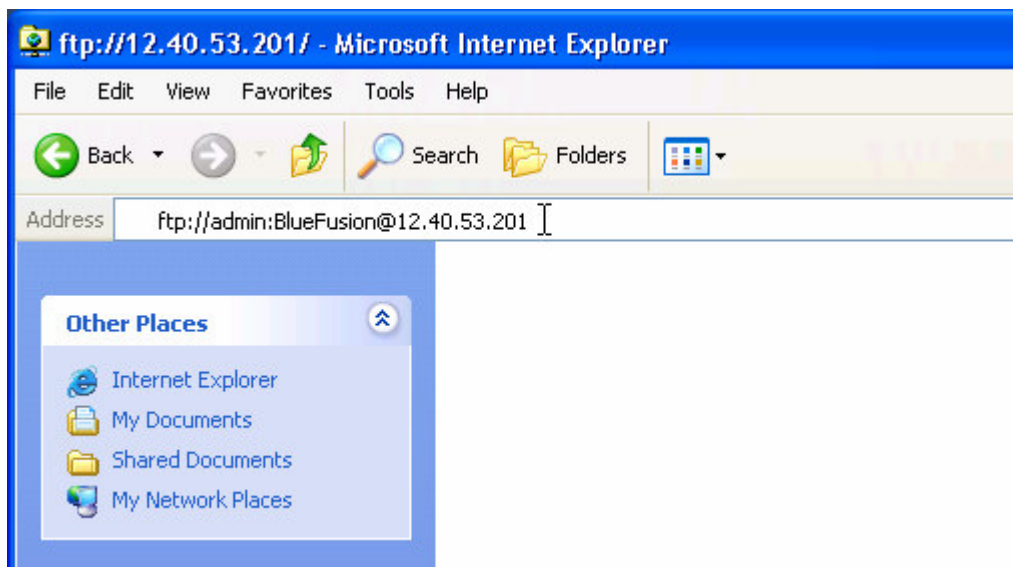 ftp://12.40.53.201/ - Microsoft Internet Explorer
File Edit View Favorites Tools Help
Back Search Folders
Address ftp://admin:BlueFusion@12.40.53.201
Other Places
Internet Explorer
My Documents
Shared Documents
My Network Places